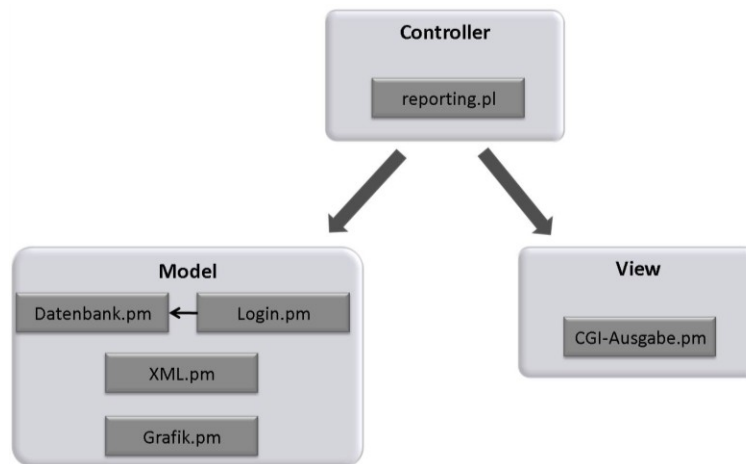 Controller
reporting.pl
Model
Datenbank.pm
Login.pm
XML.pm
Grafik.pm
View
CGI-Ausgabe.pm